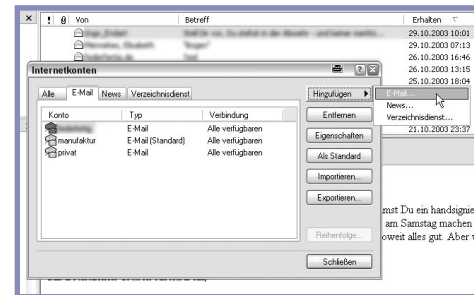 ! Von Betreff Erhalten
29.10.2003 10:01
29.10.2003 07:13
26.10.2003 16:46
26.10.2003 13:15
25.10.2003 18:04
Internetkonten
Alle E-Mail News Verzeichnisdienst
Hinzufügen
E-Mail...
News...
Verzeichnisdienst...
21.10.2003 23:37
Konto Typ Verbindung
E-Mail Alle verfügbaren
manufaktur E-Mail (Standard) Alle verfügbaren
privat E-Mail Alle verfügbaren
Entfernen
Eigenschaften
Als Standard
Importieren...
Exportieren...
Reihenfolge...
Schließen
mst Du ein handsignie
am Samstag machen
oweit alles gut. Aber